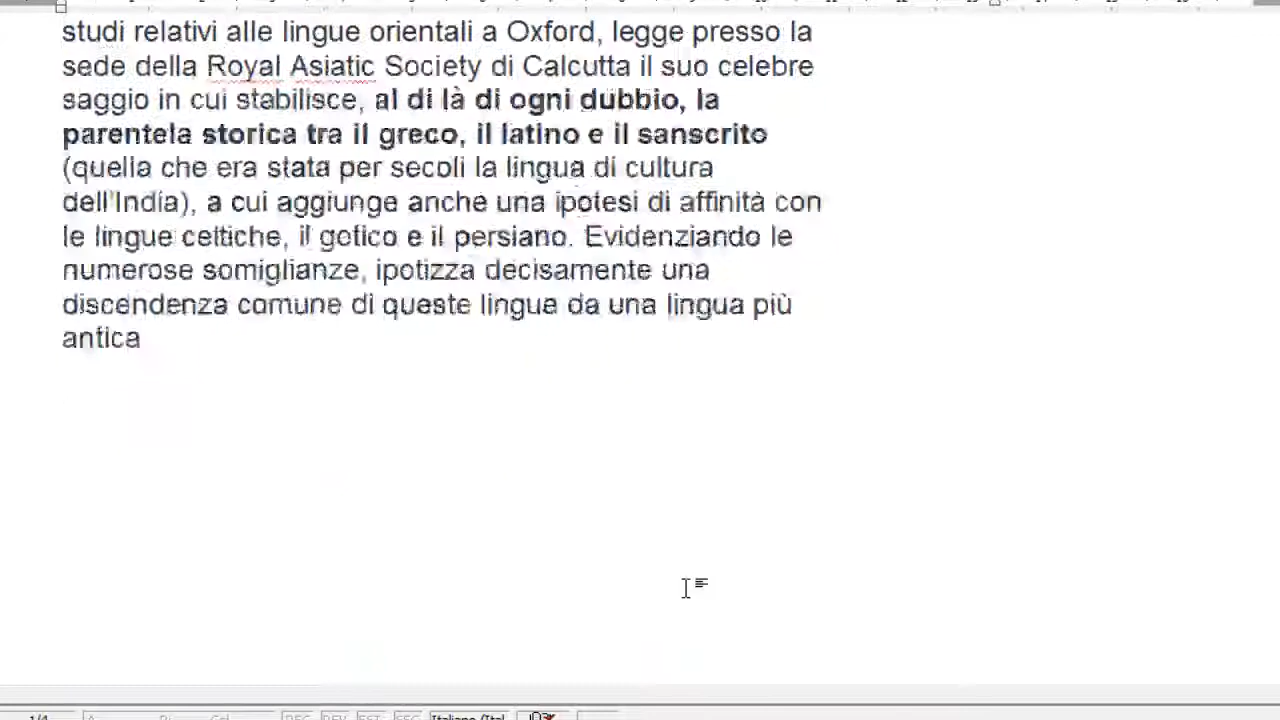 studi relativi alle lingue orientali a Oxford, legge presso la
sede della Royal Asiatic Society di Calcutta il suo celebre
saggio in cui stabilisce, al di là di ogni dubbio, la
parentela storica tra il greco, il latino e il sanscrito
(quella che era stata per secoli la lingua di cultura
dell'India), a cui aggiunge anche una ipotesi di affinità con
le lingue celtiche, il gotico e il persiano. Evidenziando le
numerose somiglianze, ipotizza decisamente una
discendenza comune di queste lingue da una lingua più
antica